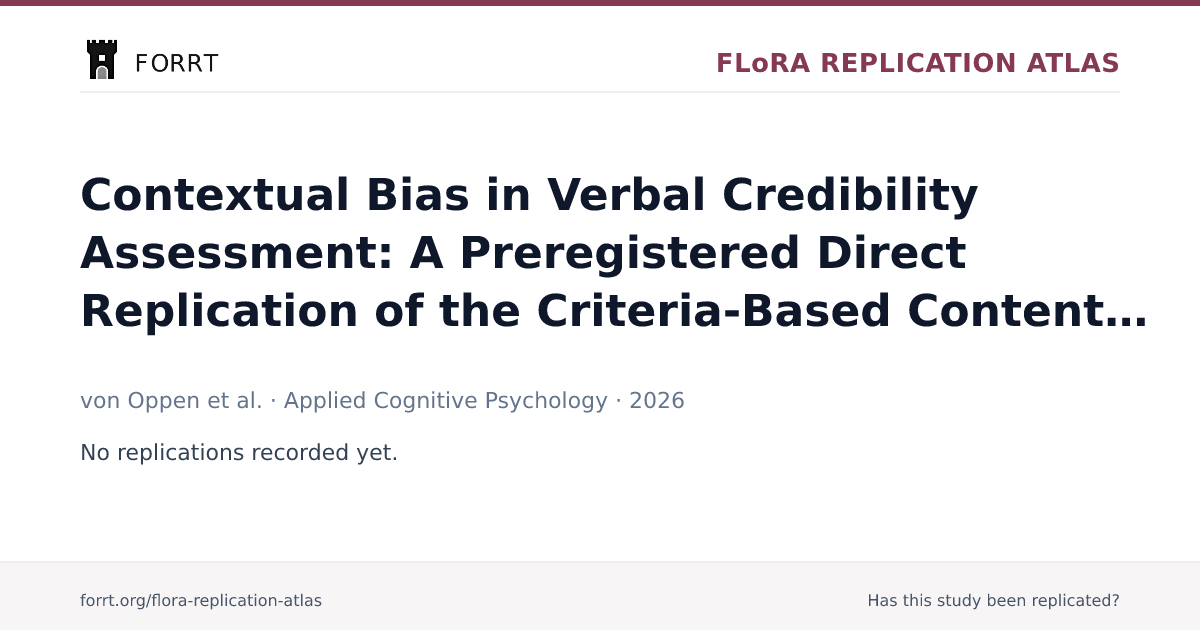 FORRT
FLoRA REPLICATION ATLAS
Contextual Bias in Verbal Credibility
Assessment: A Preregistered Direct
Replication of the Criteria-Based Content…
von Oppen et al. · Applied Cognitive Psychology · 2026
No replications recorded yet.
forrt.org/flora-replication-atlas
Has this study been replicated?